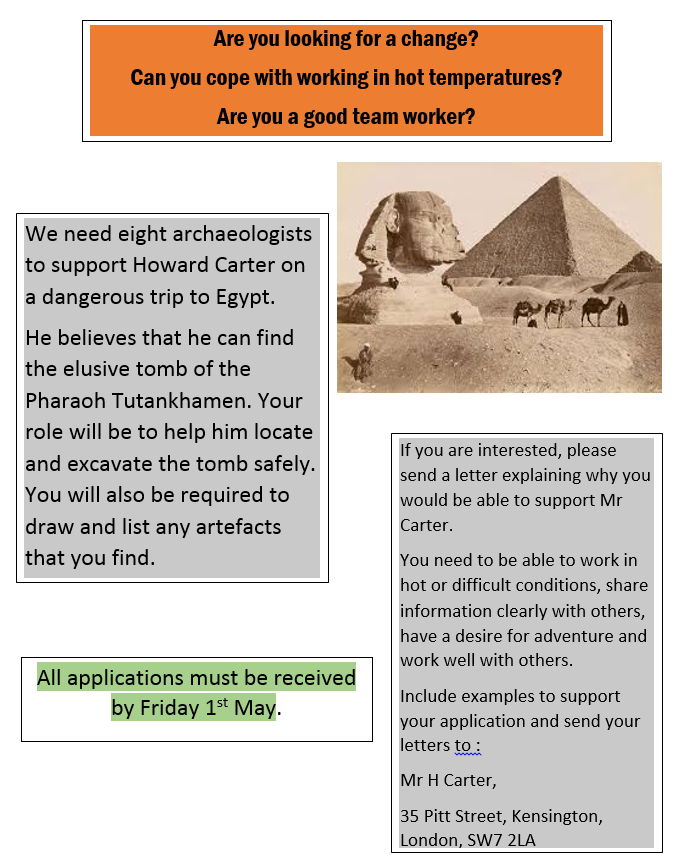 Are you looking for a change?
Can you cope with working in hot temperatures?
Are you a good team worker?
We need eight archaeologists
to support Howard Carter on
a dangerous trip to Egypt.
He believes that he can find
the elusive tomb of the
Pharaoh Tutankhamen. Your
role will be to help him locate
and excavate the tomb safely.
You will also be required to
draw and list any artefacts
that you find.
All applications must be received
by Friday 1st May.
If you are interested, please
send a letter explaining why you
would be able to support Mr
Carter.
You need to be able to work in
hot or difficult conditions, share
information clearly with others,
have a desire for adventure and
work well with others.
Include examples to support
your application and send your
letters to :
Mr H Carter,
35 Pitt Street, Kensington,
London, SW7 2LA